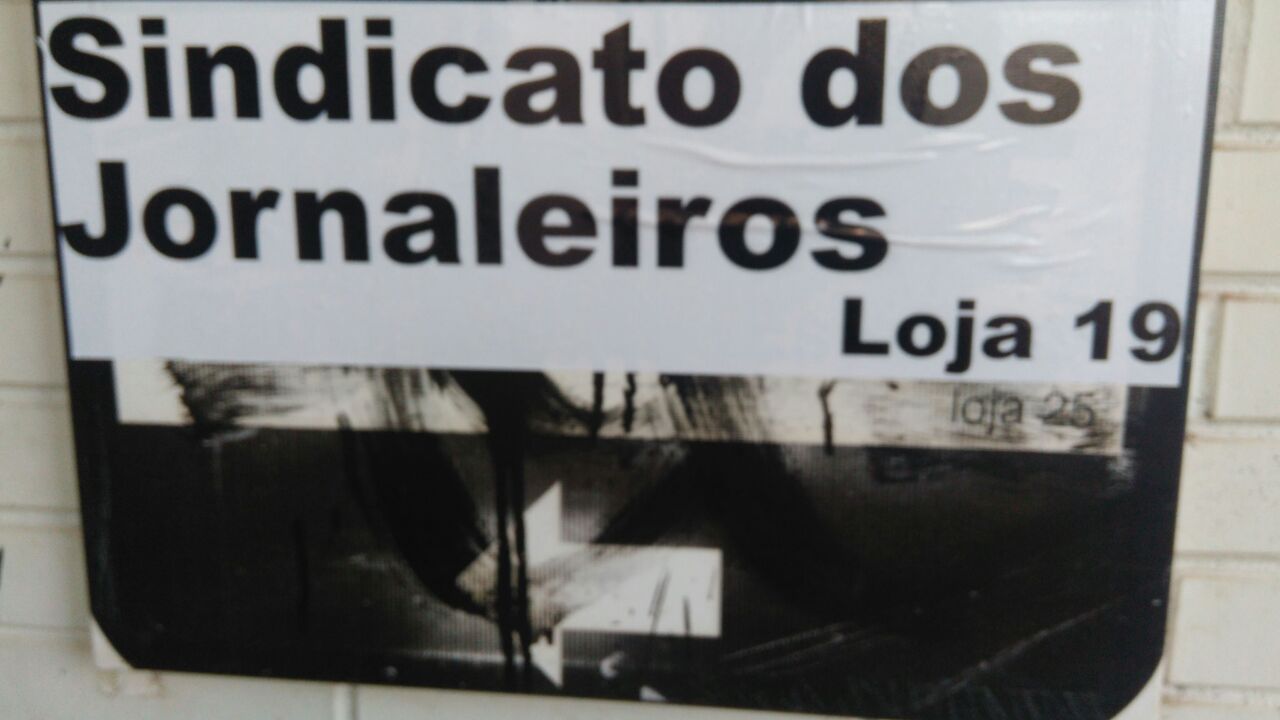 Sindicato dos
Jornaleiros
Loja 19
loja 25